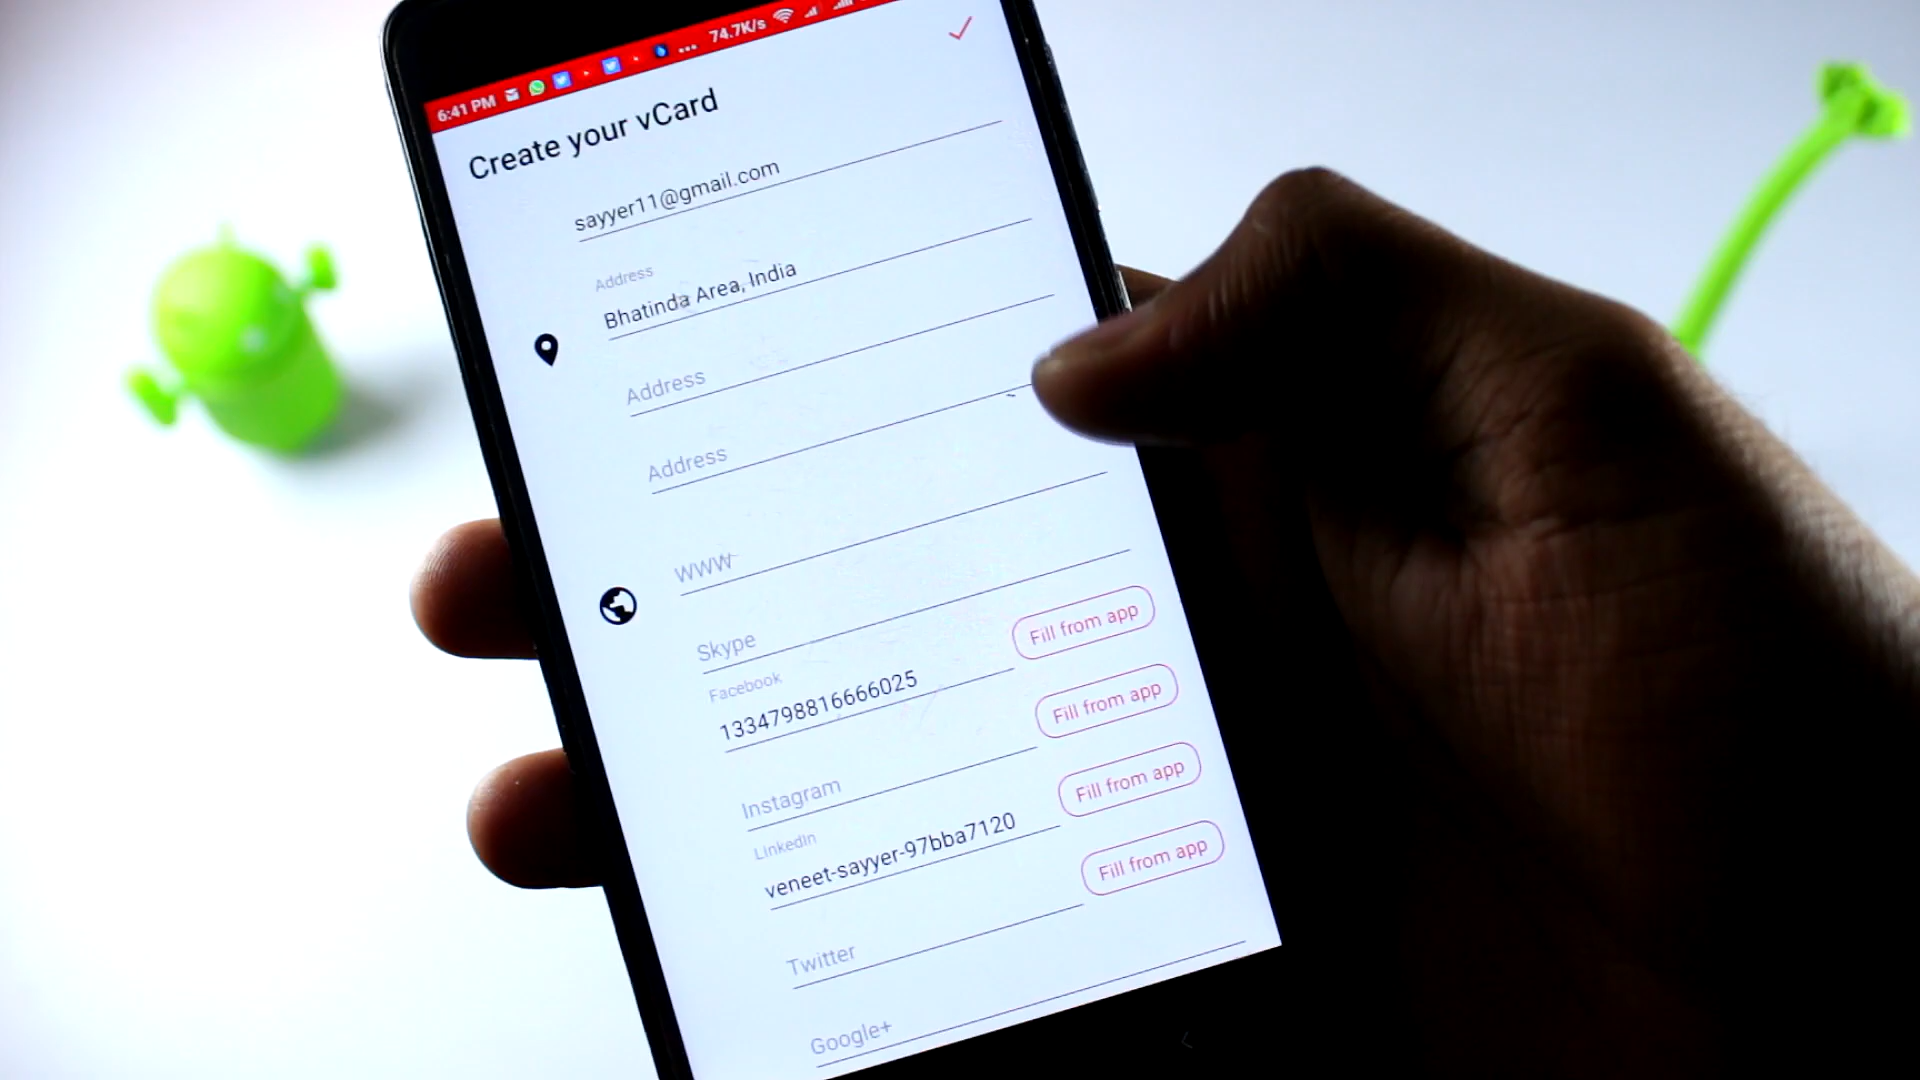 6:41 PM ... 74.7K/s
Create your vCard
sayyer11@gmail.com
Address
Bhatinda Area, India
Address
Address
WWW
Skype
Facebook
1334798816666025
Fill from app
Instagram
Fill from app
LinkedIn
veneet-sayyer-97bba7120
Fill from app
Twitter
Fill from app
Google+